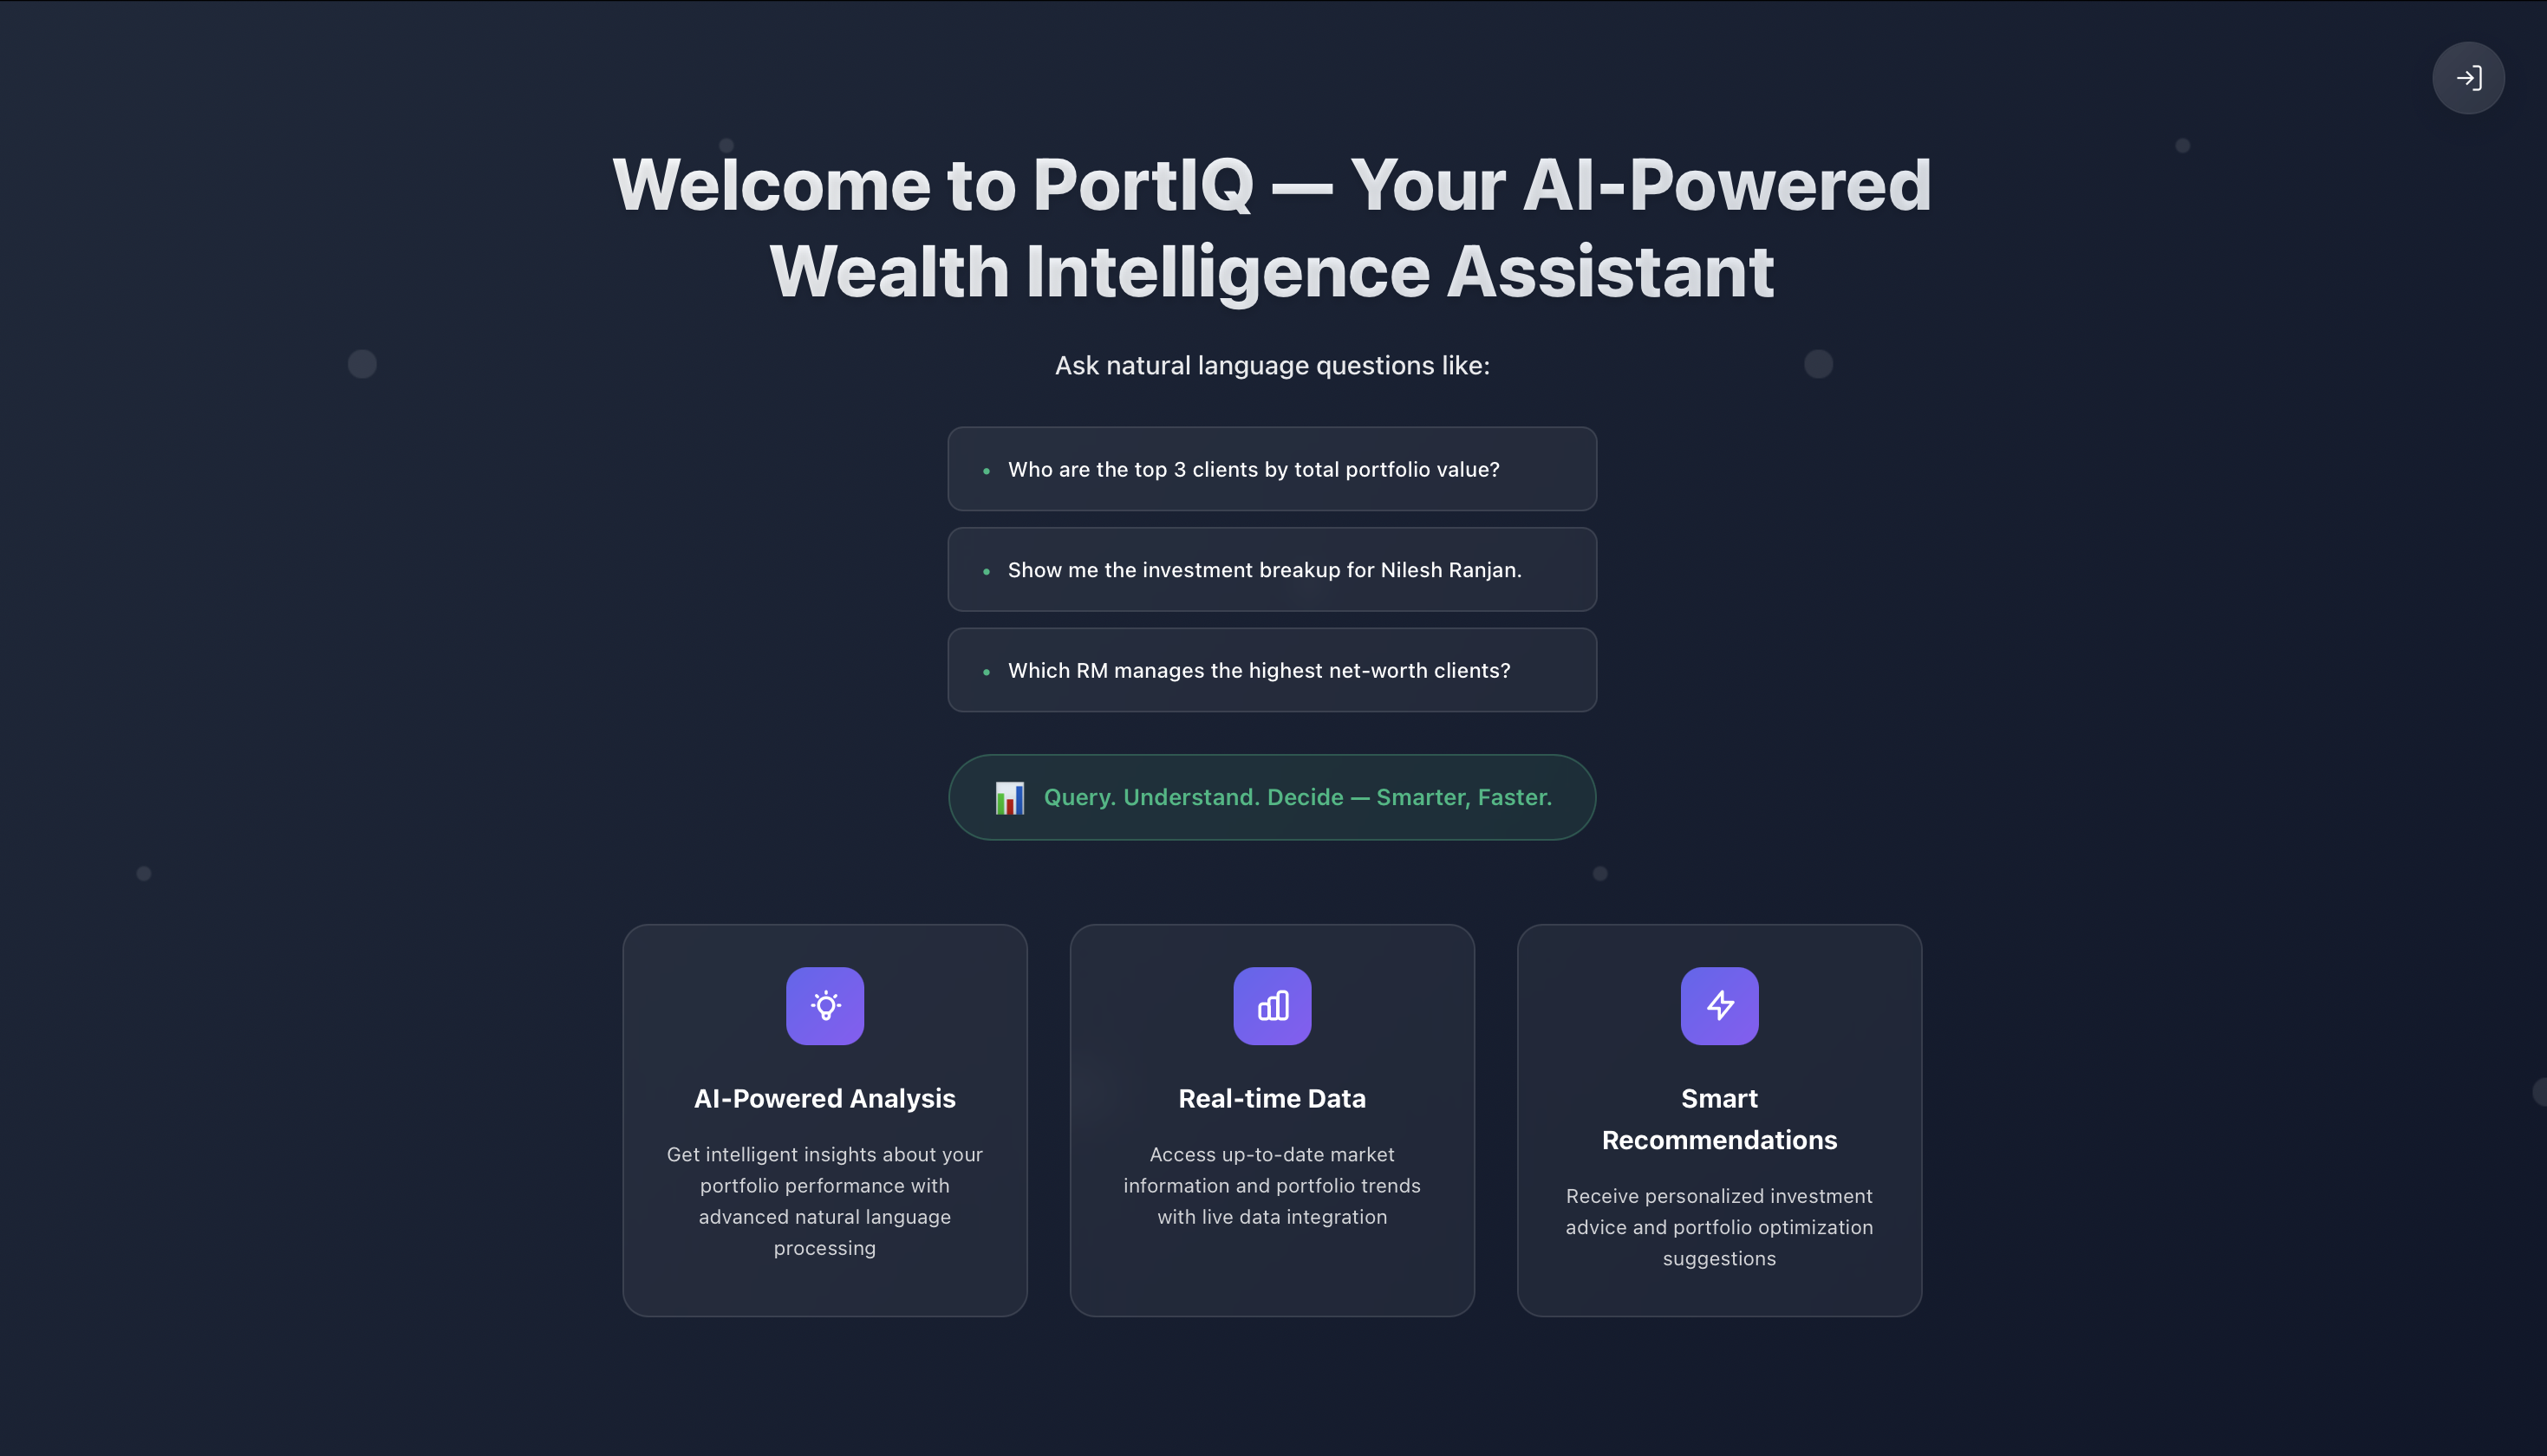 Welcome to PortIQ — Your AI-Powered
Wealth Intelligence Assistant
Ask natural language questions like:
• Who are the top 3 clients by total portfolio value?
• Show me the investment breakup for Nilesh Ranjan.
• Which RM manages the highest net-worth clients?
📊 Query. Understand. Decide — Smarter, Faster.
AI-Powered Analysis
Get intelligent insights about your
portfolio performance with
advanced natural language
processing
Real-time Data
Access up-to-date market
information and portfolio trends
with live data integration
Smart
Recommendations
Receive personalized investment
advice and portfolio optimization
suggestions